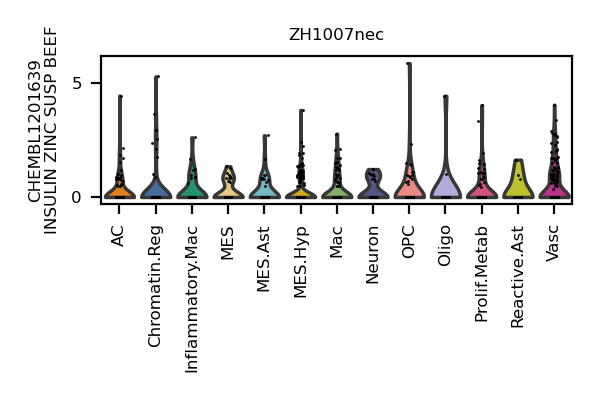 ZH1007nec
CHEMBL1201639
INSULIN ZINC SUSP BEEF
5
0
AC
Chromatin.Reg
Inflammatory.Mac
MES
MES.Ast
MES.Hyp
Mac
Neuron
OPC
Oligo
Prolif.Metab
Reactive.Ast
Vasc